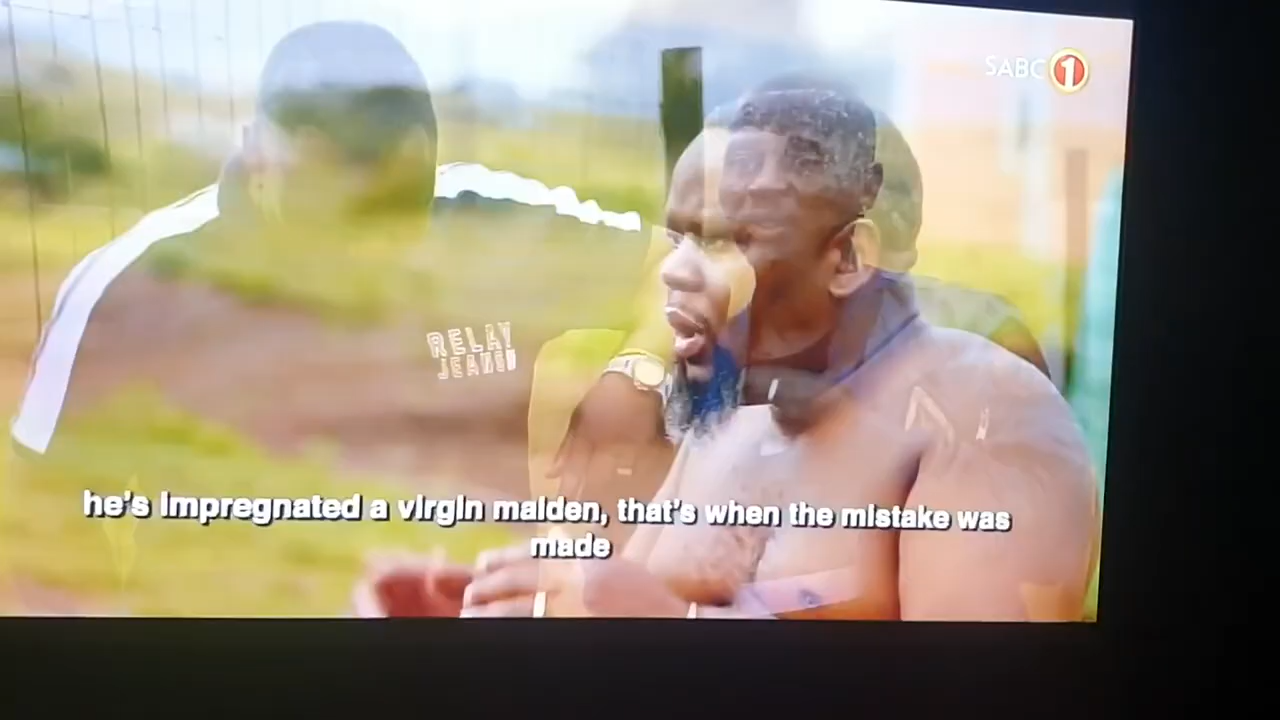 SABC 1
RELAY
JEANS
he's impregnated a virgin maiden, that's when the mistake was
made